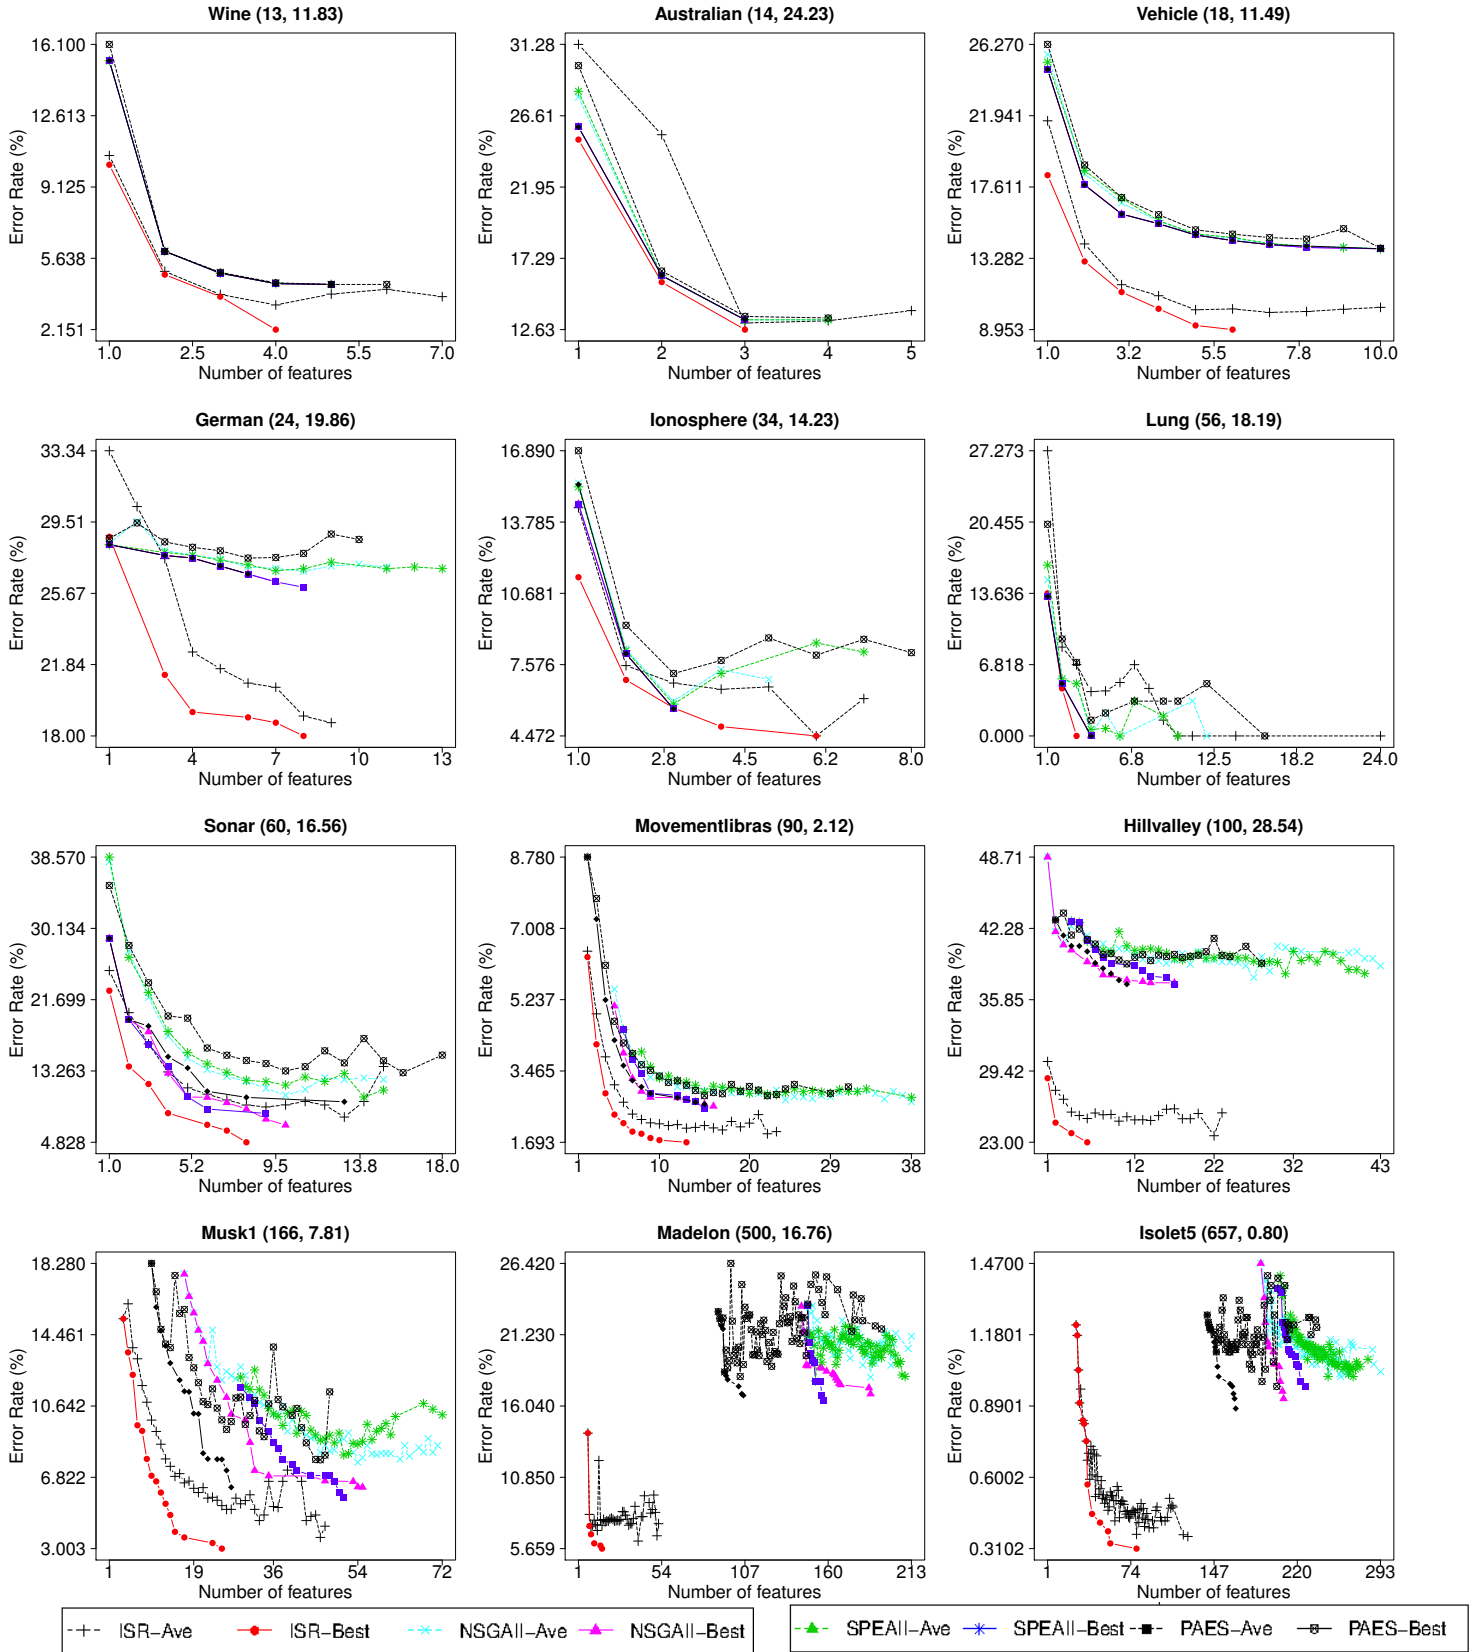 Wine (13, 11.83)
16.100
12.613
9.125
5.638
2.151
Error Rate (%)
1.0 2.5 4.0 5.5 7.0
Number of features
Australian (14, 24.23)
31.28
26.61
21.95
17.29
12.63
Error Rate (%)
1 2 3 4 5
Number of features
Vehicle (18, 11.49)
26.270
21.941
17.611
13.282
8.953
Error Rate (%)
1.0 3.2 5.5 7.8 10.0
Number of features
German (24, 19.86)
33.34
29.51
25.67
21.84
18.00
Error Rate (%)
1 4 7 10 13
Number of features
Ionosphere (34, 14.23)
16.890
13.785
10.681
7.576
4.472
Error Rate (%)
1.0 2.8 4.5 6.2 8.0
Number of features
Lung (56, 18.19)
27.273
20.455
13.636
6.818
0.000
Error Rate (%)
1.0 6.8 12.5 18.2 24.0
Number of features
Sonar (60, 16.56)
38.570
30.134
21.699
13.263
4.828
Error Rate (%)
1.0 5.2 9.5 13.8 18.0
Number of features
Movementlibras (90, 2.12)
8.780
7.008
5.237
3.465
1.693
Error Rate (%)
1 10 20 29 38
Number of features
Hillvalley (100, 28.54)
48.71
42.28
35.85
29.42
23.00
Error Rate (%)
1 12 22 32 43
Number of features
Musk1 (166, 7.81)
18.280
14.461
10.642
6.822
3.003
Error Rate (%)
1 19 36 54 72
Number of features
Madelon (500, 16.76)
26.420
21.230
16.040
10.850
5.659
Error Rate (%)
1 54 107 160 213
Number of features
Isolet5 (657, 0.80)
1.4700
1.1801
0.8901
0.6002
0.3102
Error Rate (%)
1 74 147 220 293
Number of features
ISR-Ave ISR-Best NSGAII-Ave NSGAII-Best SPEAII-Ave SPEAII-Best PAES-Ave PAES-Best